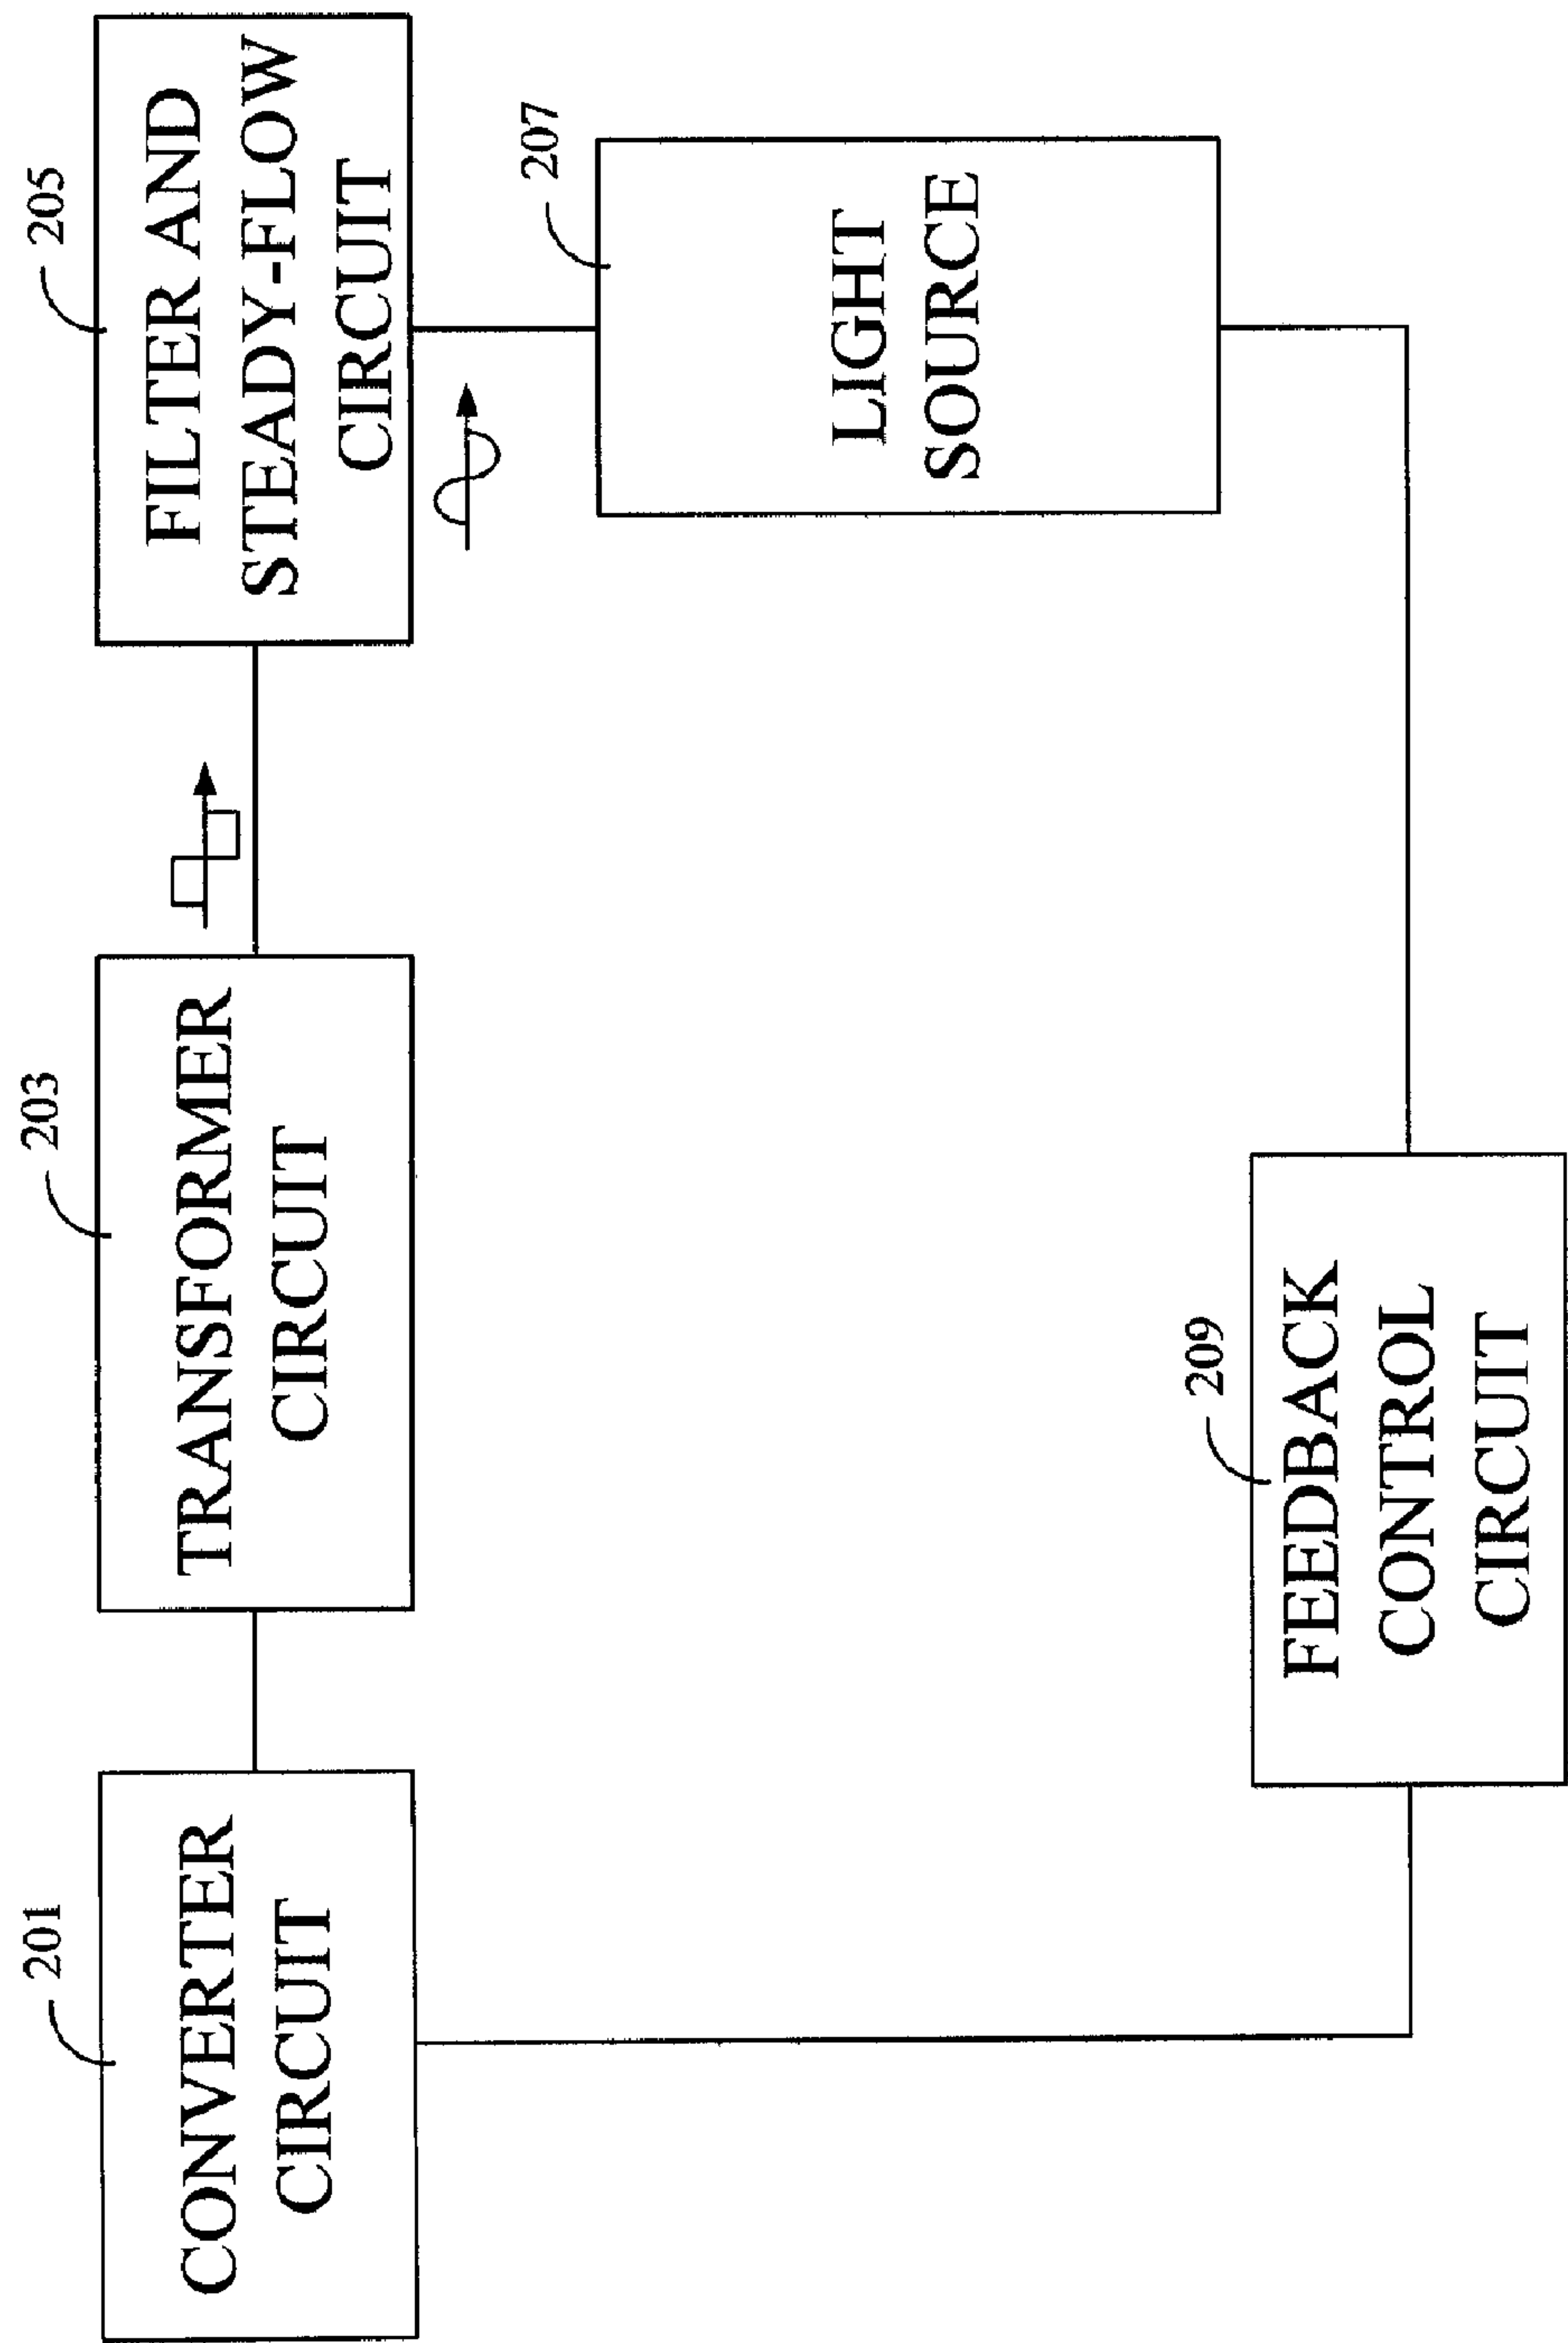 201
CONVERTER
CIRCUIT
203
TRANSFORMER
CIRCUIT
205
FILTER AND
STEADY-FLOW
CIRCUIT
207
LIGHT
SOURCE
209
FEEDBACK
CONTROL
CIRCUIT